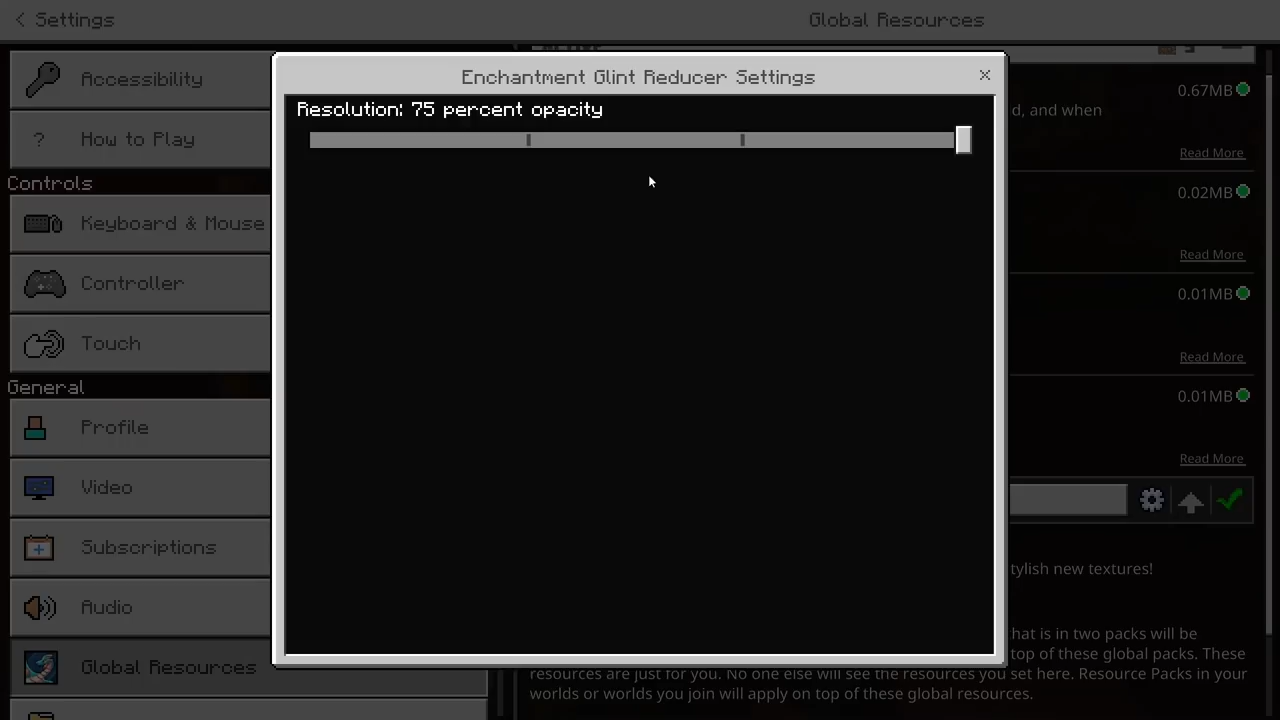 Settings
Global Resources
Accessibility
How to Play
Controls
Keyboard & Mouse
Controller
Touch
General
Profile
Video
Subscriptions
Audio
Global Resources
Enchantment Glint Reducer Settings
Resolution: 75 percent opacity
0.67MB
d, and when
Read More
0.02MB
Read More
0.01MB
Read More
0.01MB
Read More
tylish new textures!
hat is in two packs will be
top of these global packs. These
resources are just for you. No one else will see the resources you set here. Resource Packs in your
worlds or worlds you join will apply on top of these global resources.